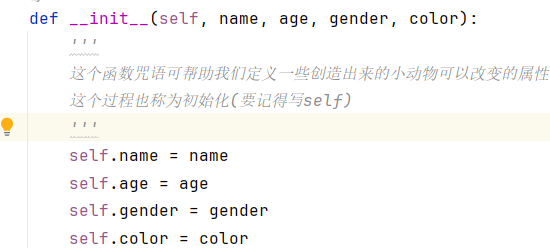 def __init__(self, name, age, gender, color):
'''
这个函数咒语可帮助我们定义一些创造出来的小动物可以改变的属性
这个过程也称为初始化(要记得写self)
'''
self.name = name
self.age = age
self.gender = gender
self.color = color